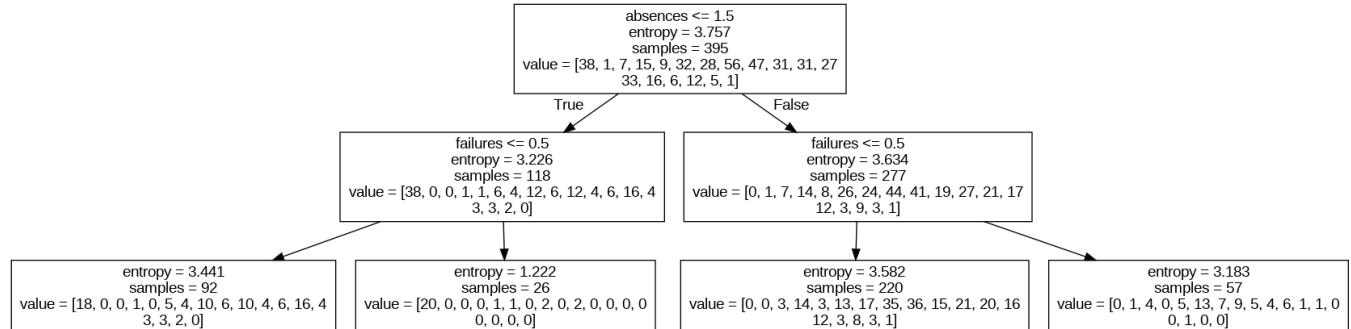 absences <= 1.5
entropy = 3.757
samples = 395
value = [38, 1, 7, 15, 9, 32, 28, 56, 47, 31, 31, 27
33, 16, 6, 12, 5, 1]
True
False
failures <= 0.5
entropy = 3.226
samples = 118
value = [38, 0, 0, 1, 1, 6, 4, 12, 6, 12, 4, 6, 16, 4
3, 3, 2, 0]
failures <= 0.5
entropy = 3.634
samples = 277
value = [0, 1, 7, 14, 8, 26, 24, 44, 41, 19, 27, 21, 17
12, 3, 9, 3, 1]
entropy = 3.441
samples = 92
value = [18, 0, 0, 1, 0, 5, 4, 10, 6, 10, 4, 6, 16, 4
3, 3, 2, 0]
entropy = 1.222
samples = 26
value = [20, 0, 0, 0, 1, 1, 0, 2, 0, 2, 0, 0, 0, 0
0, 0, 0, 0]
entropy = 3.582
samples = 220
value = [0, 0, 3, 14, 3, 13, 17, 35, 36, 15, 21, 20, 16
12, 3, 8, 3, 1]
entropy = 3.183
samples = 57
value = [0, 1, 4, 0, 5, 13, 7, 9, 5, 4, 6, 1, 1, 0
0, 1, 0, 0]